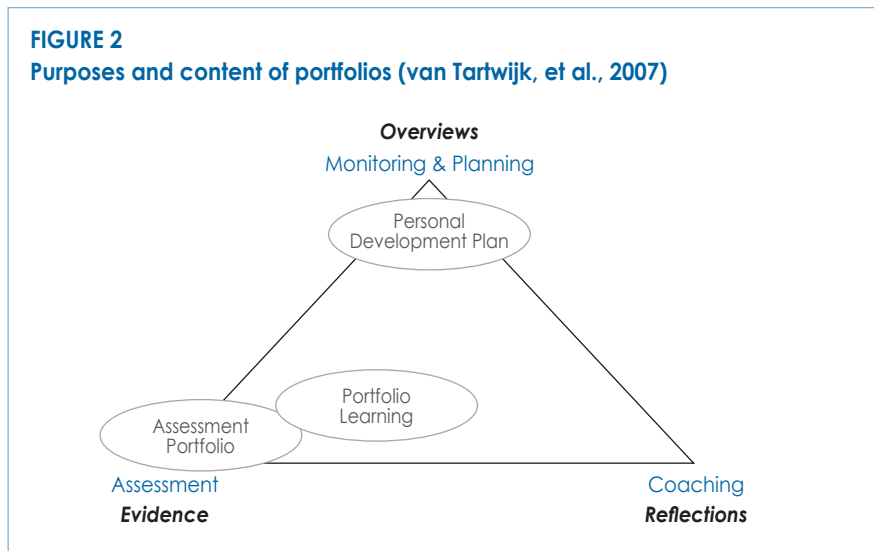 FIGURE 2
Purposes and content of portfolios (van Tartwijk, et al., 2007)
Overviews
Monitoring & Planning
Personal
Development Plan
Portfolio
Learning
Assessment
Portfolio
Assessment
Evidence
Coaching
Reflections